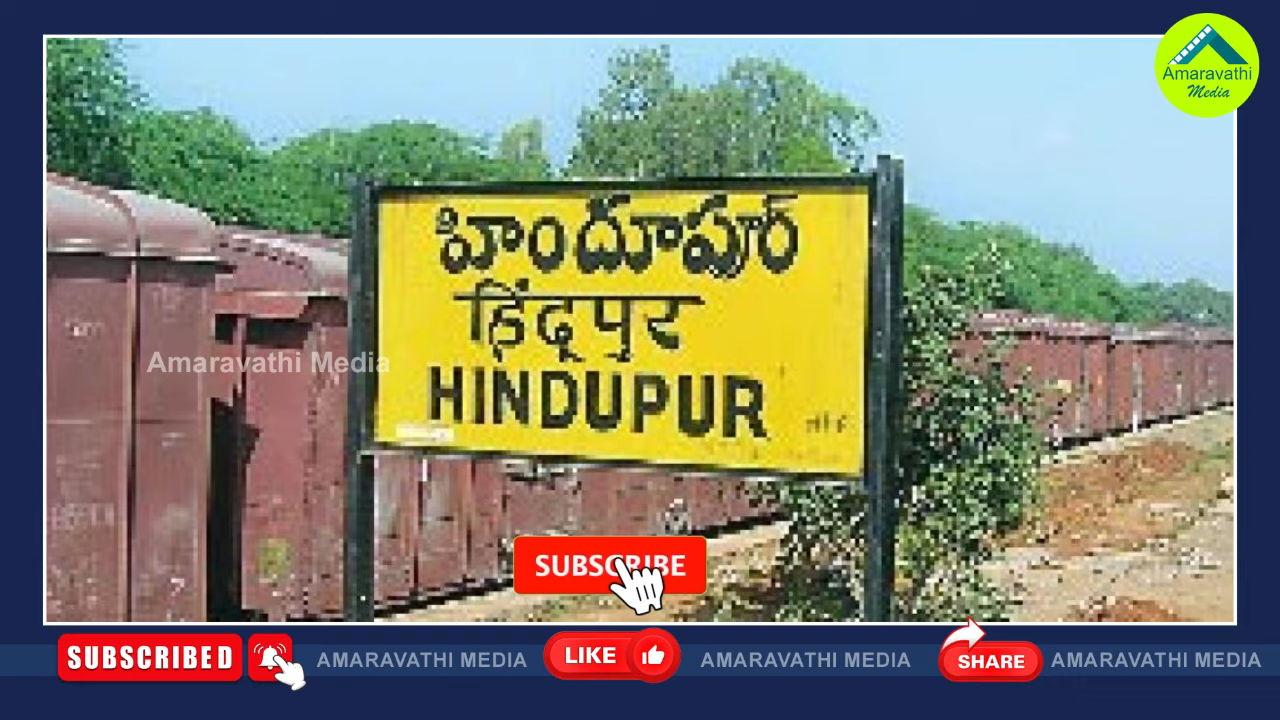 Amaravathi
Media
హిందూపుర్
हिंदूपुर
HINDUPUR
Amaravathi Media
SUBSCRIBE
SUBSCRIBED
AMARAVATHI MEDIA
LIKE
AMARAVATHI MEDIA
SHARE
AMARAVATHI MEDIA